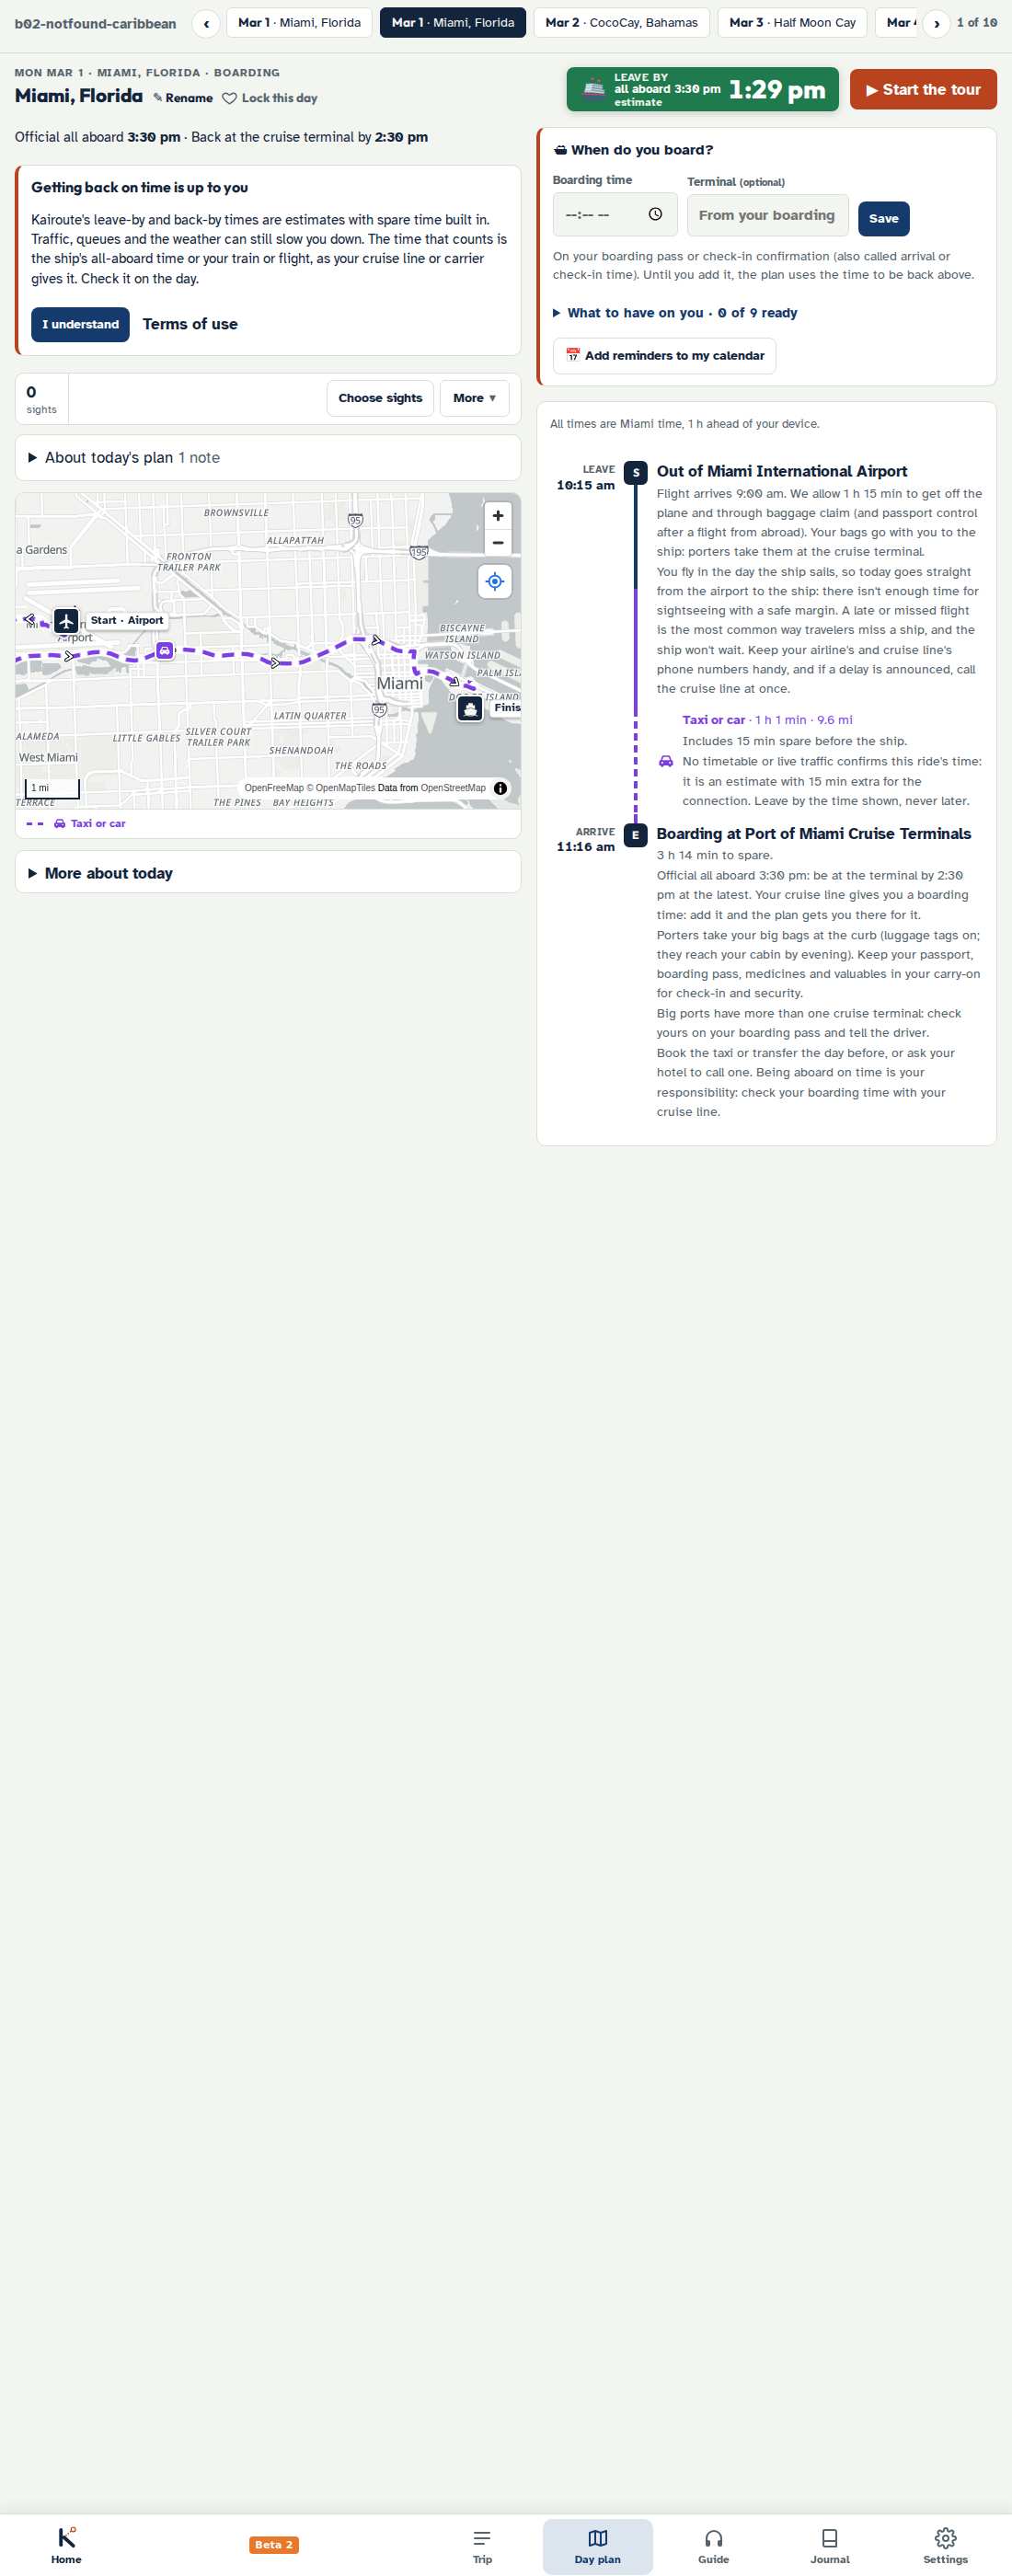 b02-notfound-caribbean
‹
Mar 1 · Miami, Florida
Mar 1 · Miami, Florida
Mar 2 · CocoCay, Bahamas
Mar 3 · Half Moon Cay
Mar
›
1 of 10
MON MAR 1 · MIAMI, FLORIDA · BOARDING
Miami, Florida
✎ Rename
Lock this day
LEAVE BY
all aboard 3:30 pm
estimate
1:29 pm
▶ Start the tour
Official all aboard 3:30 pm · Back at the cruise terminal by 2:30 pm
Getting back on time is up to you
Kairoute's leave-by and back-by times are estimates with spare time built in.
Traffic, queues and the weather can still slow you down. The time that counts is
the ship's all-aboard time or your train or flight, as your cruise line or carrier
gives it. Check it on the day.
I understand
Terms of use
0
sights
Choose sights
More ▾
▶ About today's plan 1 note
BROWNSVILLE
95
ALLAPATTAH
195
a Gardens
FRONTON
TRAILER PARK
Start · Airport
Airport
BISCAYNE
ISLAND
WATSON ISLAND
PALM ISL
Miami
ISLAND
Finis
95
LATIN QUARTER
ALAMEDA
LITTLE GABLES
SILVER COURT
TRAILER PARK
SHENANDOAH
West Miami
THE ROADS
1 mi
OpenFreeMap © OpenMapTiles Data from OpenStreetMap
TERRACE
THE PINES
BAY HEIGHTS
Taxi or car
▶ More about today
When do you board?
Boarding time
Terminal (optional)
--:-- --
From your boarding
Save
On your boarding pass or check-in confirmation (also called arrival or
check-in time). Until you add it, the plan uses the time to be back above.
▶ What to have on you · 0 of 9 ready
Add reminders to my calendar
All times are Miami time, 1 h ahead of your device.
LEAVE
10:15 am
S
Out of Miami International Airport
Flight arrives 9:00 am. We allow 1 h 15 min to get off the
plane and through baggage claim (and passport control
after a flight from abroad). Your bags go with you to the
ship: porters take them at the cruise terminal.
You fly in the day the ship sails, so today goes straight
from the airport to the ship: there isn't enough time for
sightseeing with a safe margin. A late or missed flight
is the most common way travelers miss a ship, and the
ship won't wait. Keep your airline's and cruise line's
phone numbers handy, and if a delay is announced, call
the cruise line at once.
Taxi or car · 1 h 1 min · 9.6 mi
Includes 15 min spare before the ship.
No timetable or live traffic confirms this ride's time:
it is an estimate with 15 min extra for the
connection. Leave by the time shown, never later.
ARRIVE
11:16 am
E
Boarding at Port of Miami Cruise Terminals
3 h 14 min to spare.
Official all aboard 3:30 pm: be at the terminal by 2:30
pm at the latest. Your cruise line gives you a boarding
time: add it and the plan gets you there for it.
Porters take your big bags at the curb (luggage tags on;
they reach your cabin by evening). Keep your passport,
boarding pass, medicines and valuables in your carry-on
for check-in and security.
Big ports have more than one cruise terminal: check
yours on your boarding pass and tell the driver.
Book the taxi or transfer the day before, or ask your
hotel to call one. Being aboard on time is your
responsibility: check your boarding time with your
cruise line.
Home
Beta 2
Trip
Day plan
Guide
Journal
Settings